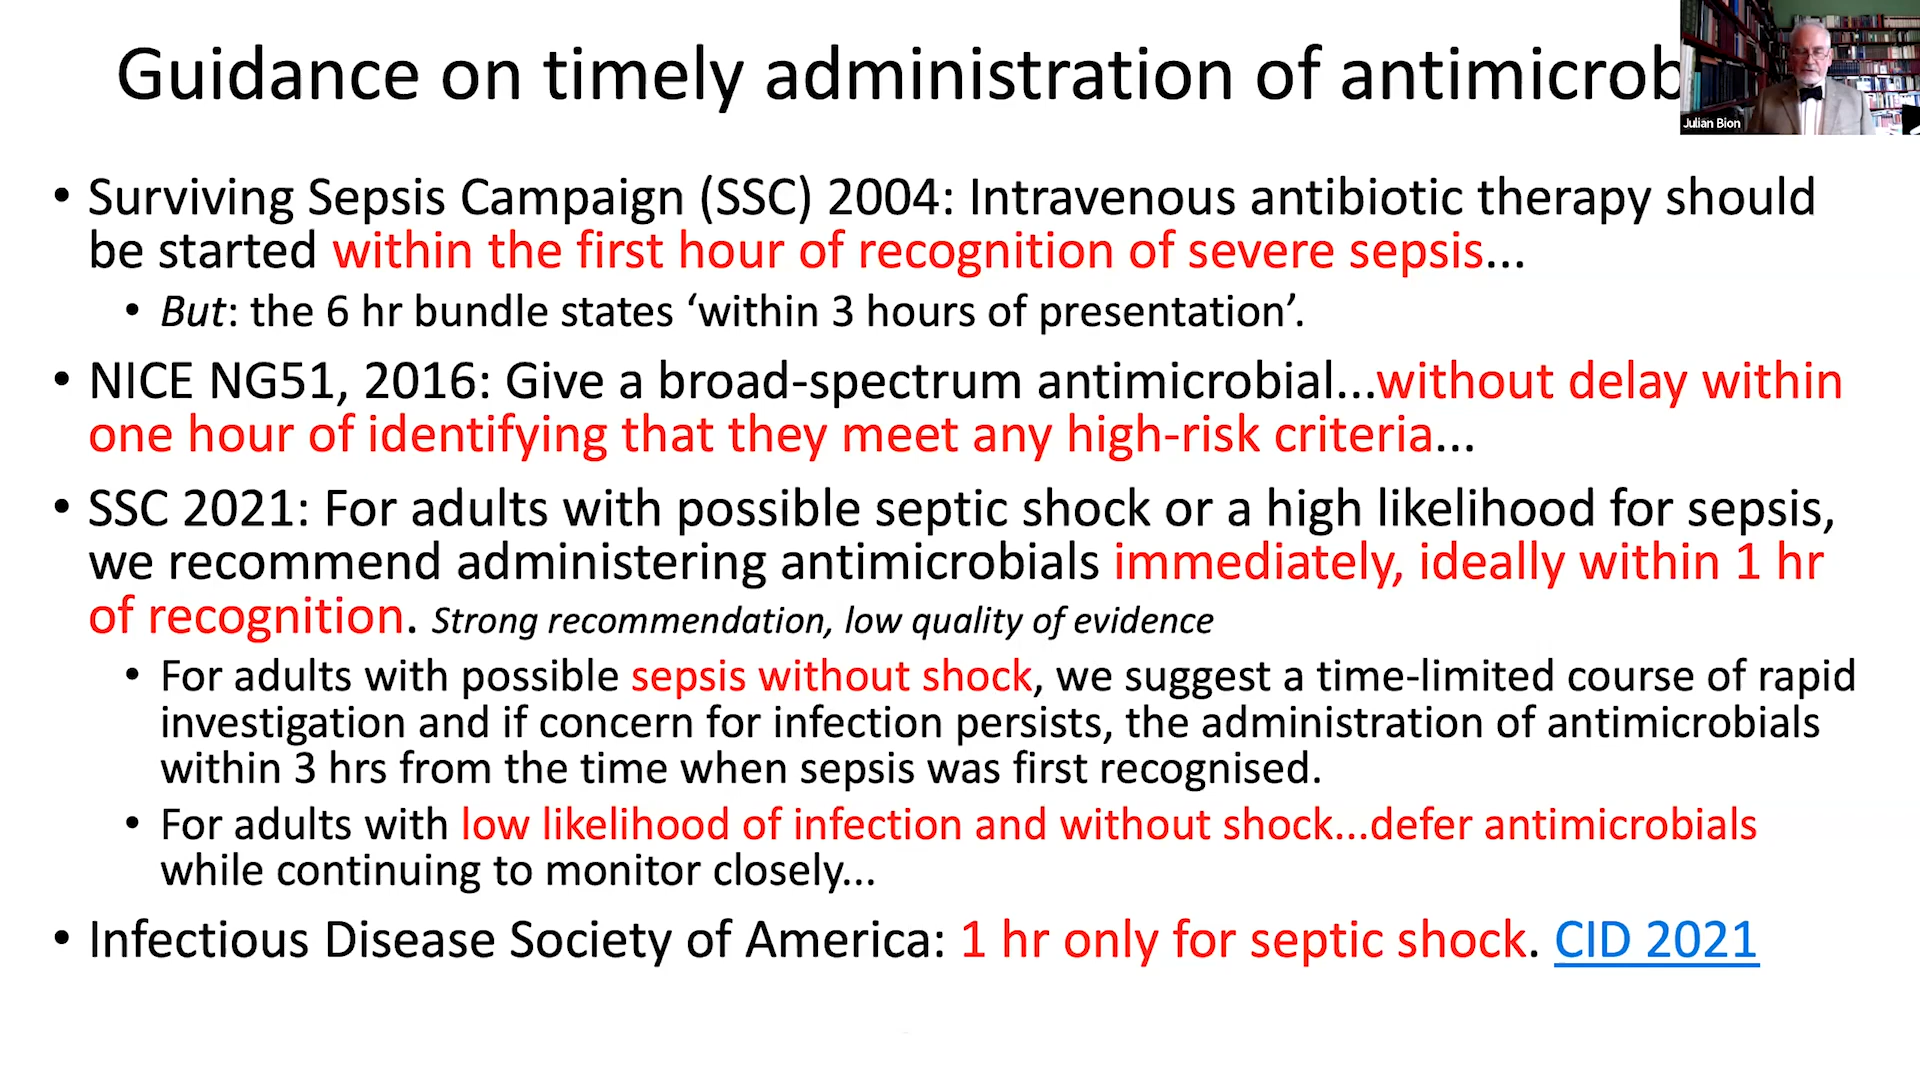 Guidance on timely administration of antimicrob
Julian Bion
• Surviving Sepsis Campaign (SSC) 2004: Intravenous antibiotic therapy should
be started within the first hour of recognition of severe sepsis...
• But: the 6 hr bundle states ‘within 3 hours of presentation’.
• NICE NG51, 2016: Give a broad-spectrum antimicrobial...without delay within
one hour of identifying that they meet any high-risk criteria...
• SSC 2021: For adults with possible septic shock or a high likelihood for sepsis,
we recommend administering antimicrobials immediately, ideally within 1 hr
of recognition. Strong recommendation, low quality of evidence
• For adults with possible sepsis without shock, we suggest a time-limited course of rapid
investigation and if concern for infection persists, the administration of antimicrobials
within 3 hrs from the time when sepsis was first recognised.
• For adults with low likelihood of infection and without shock...defer antimicrobials
while continuing to monitor closely...
• Infectious Disease Society of America: 1 hr only for septic shock. CID 2021